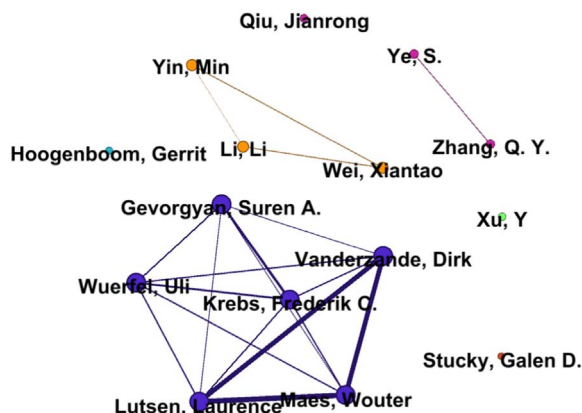 Qiu, Jianrong
Ye, S.
Yin, Min
Hoogenboom, Gerrit
Li, Li
Zhang, Q. Y.
Wei, Xiantao
Gevorgyan, Suren A.
Xu, Y
Vanderzande, Dirk
Wuerfel, Uli
Krebs, Frederik C.
Stucky, Galen D.
Lutsen, Laurence
Maes, Wouter